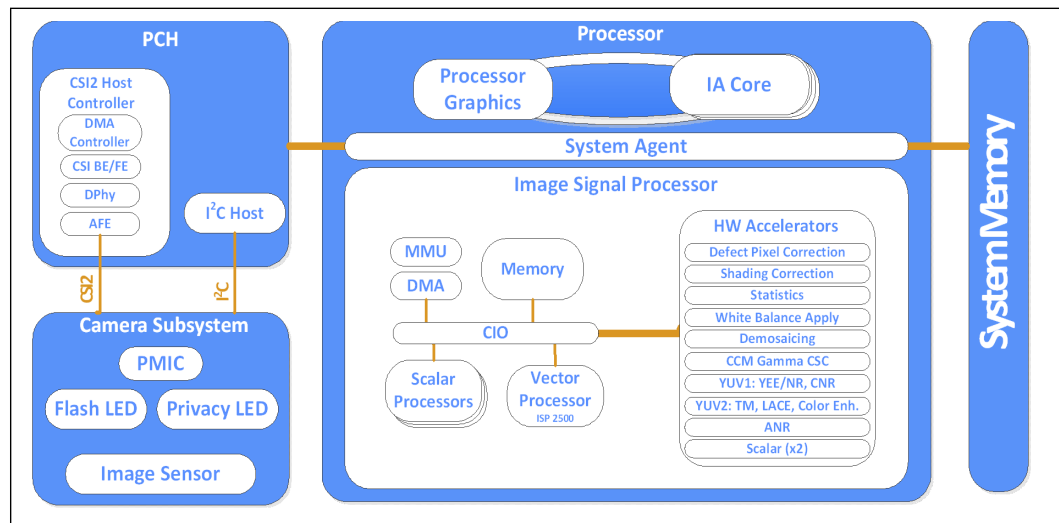 PCH
CSI2 Host
Controller
DMA
Controller
CSI BE/FE
DPhy
AFE
I²C Host
CSI2
I²C
Camera Subsystem
PMIC
Flash LED
Privacy LED
Image Sensor
Processor
Processor
Graphics
IA Core
System Agent
Image Signal Processor
MMU
DMA
Memory
CIO
Scalar
Processors
Vector
Processor
ISP 2500
HW Accelerators
Defect Pixel Correction
Shading Correction
Statistics
White Balance Apply
Demosaicing
CCM Gamma CSC
YUV1: YEE/NR, CNR
YUV2: TM, LACE, Color Enh.
ANR
Scalar (x2)
System Memory